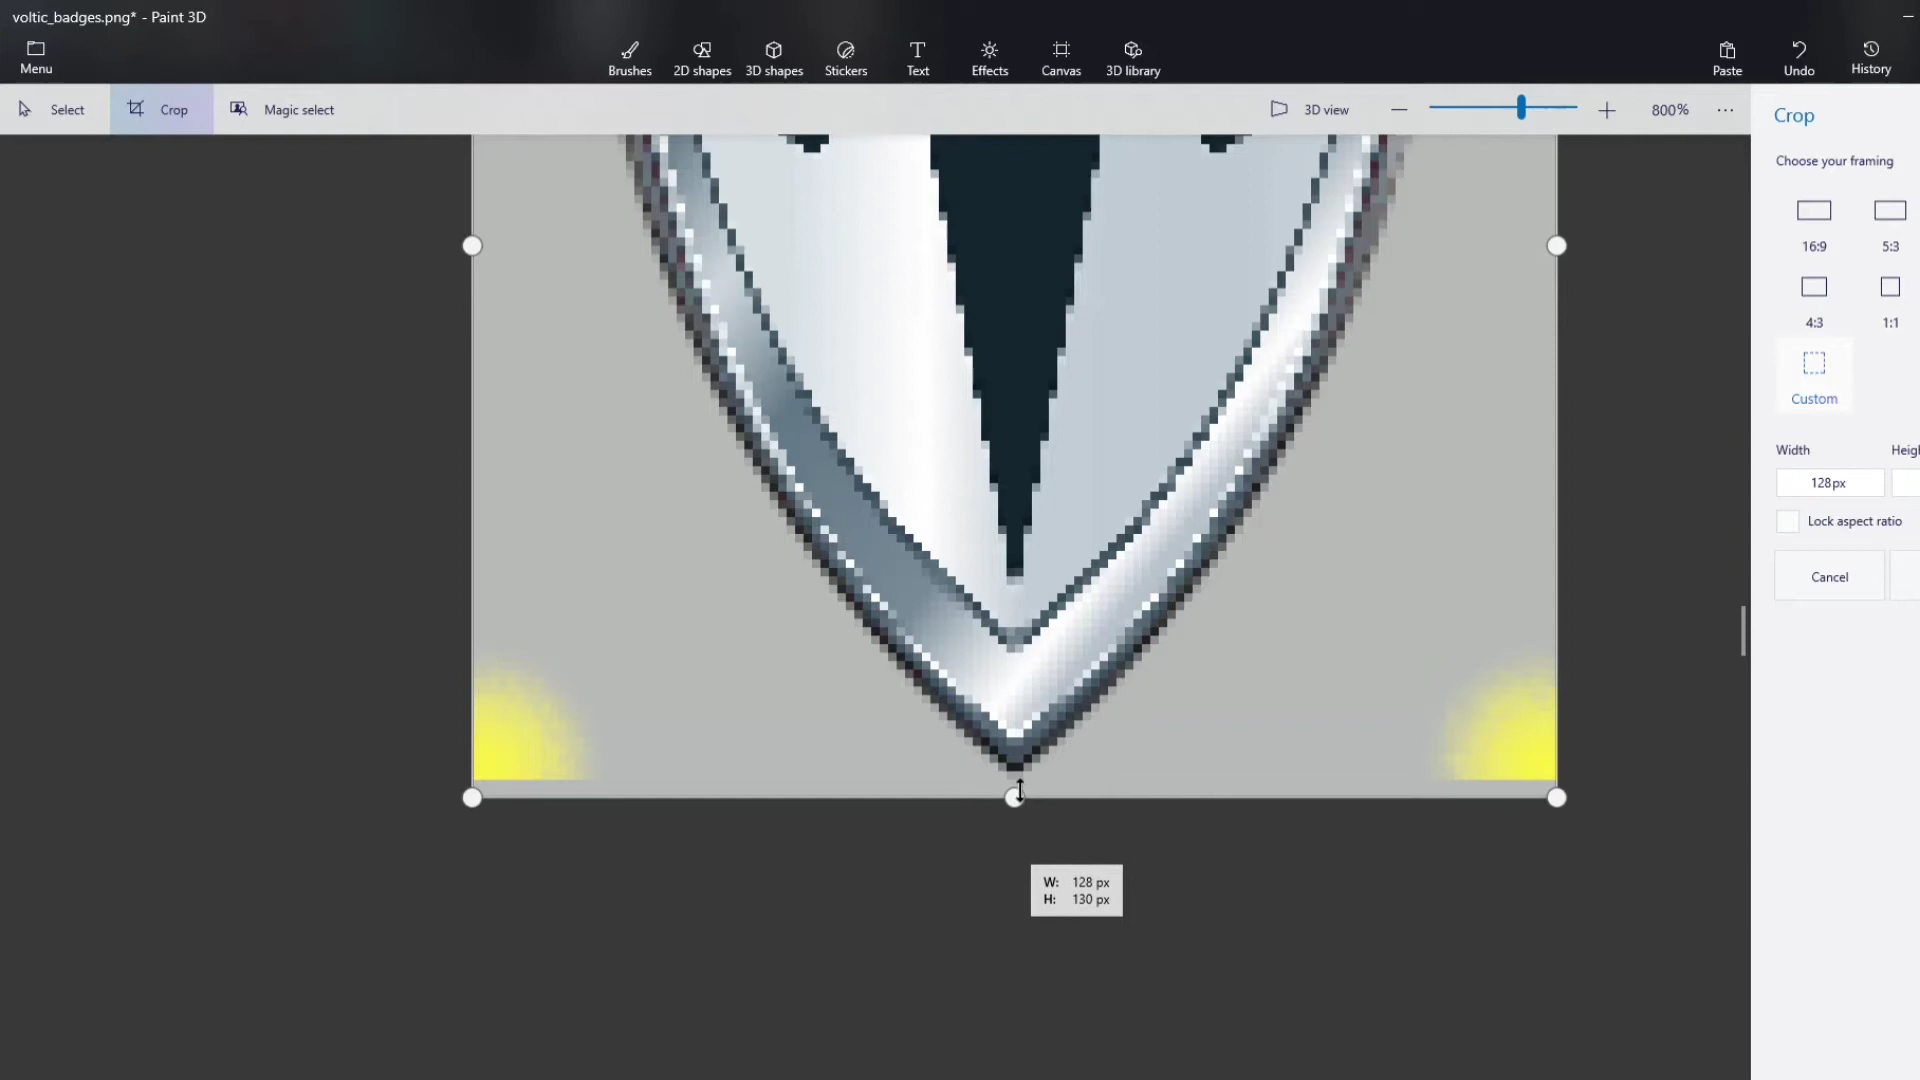 voltic_badges.png* - Paint 3D
Menu
Brushes
2D shapes
3D shapes
Stickers
Text
Effects
Canvas
3D library
Paste
Undo
History
Select
Crop
Magic select
3D view
800%
Crop
Choose your framing
16:9
5:3
4:3
1:1
Custom
Width
Heig
128px
Lock aspect ratio
Cancel
W: 128 px
H: 130 px